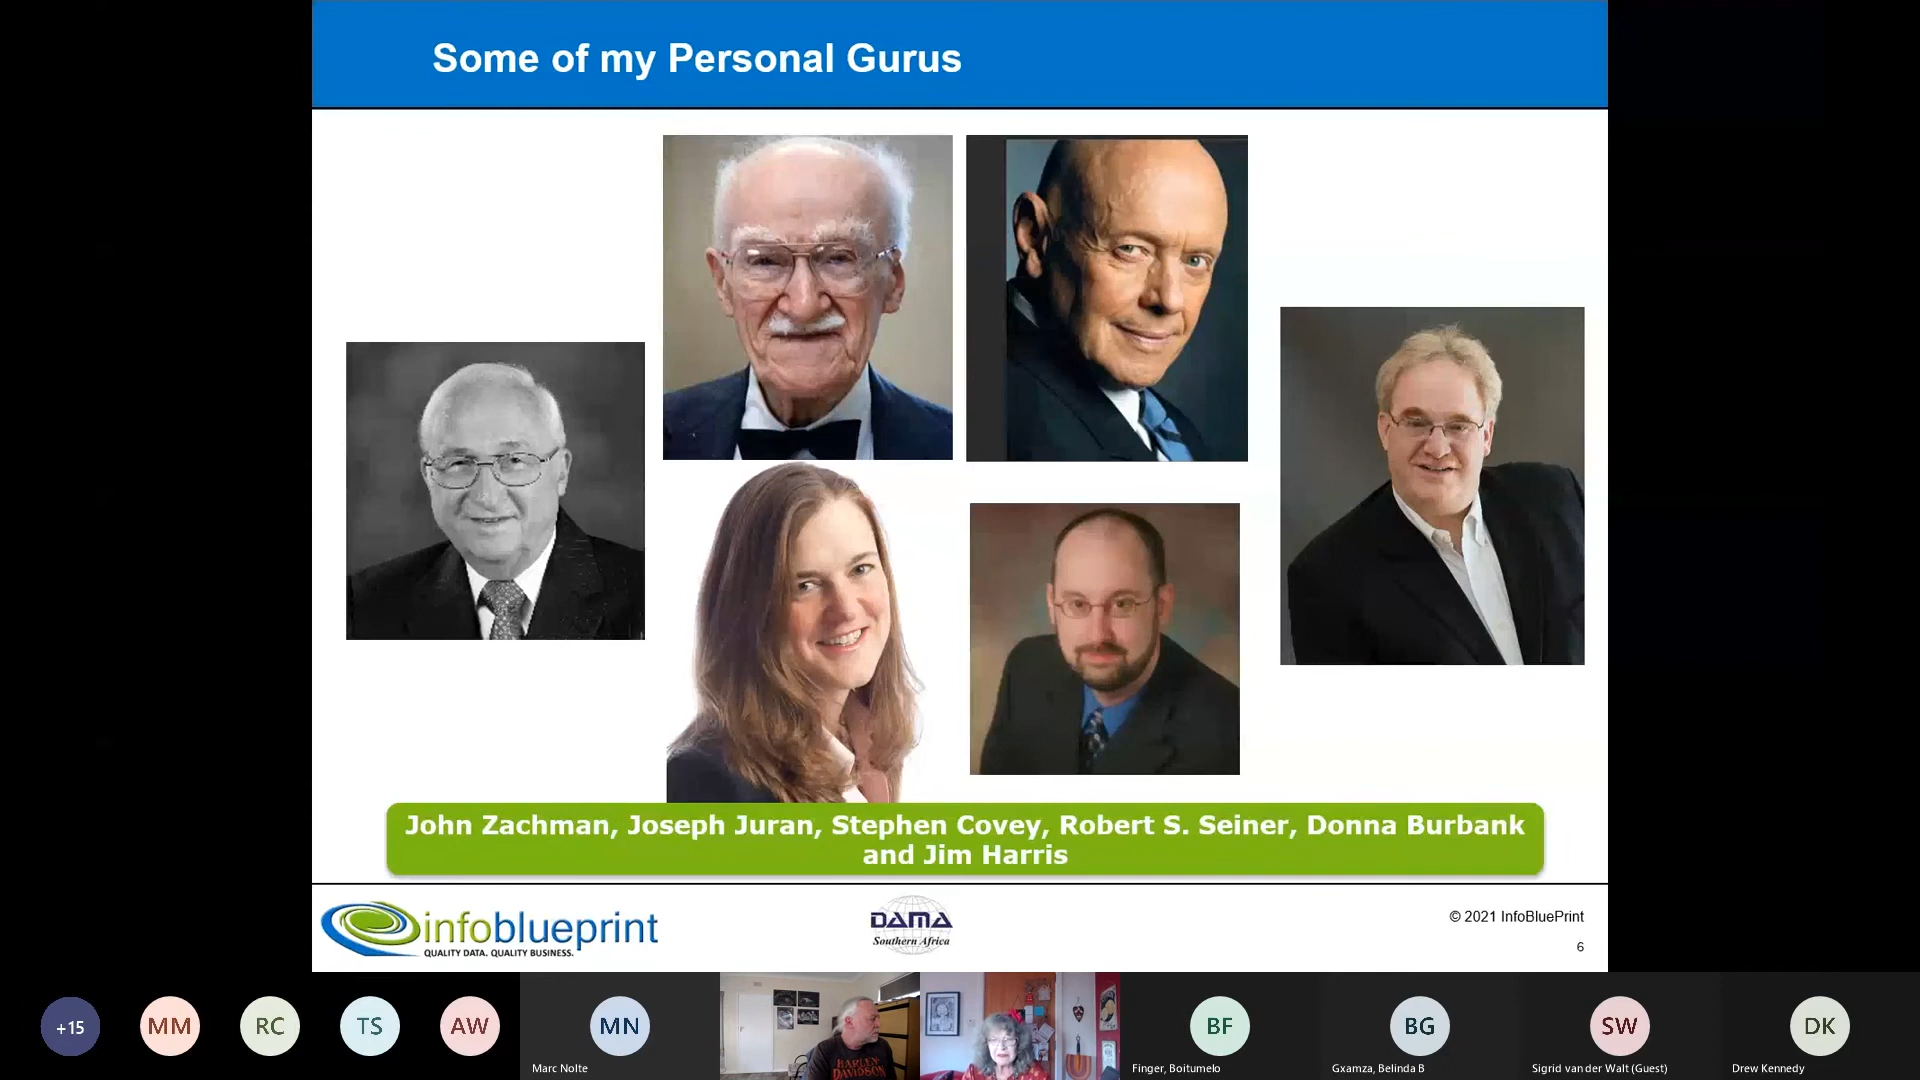 Some of my Personal Gurus
John Zachman, Joseph Juran, Stephen Covey, Robert S. Seiner, Donna Burbank
and Jim Harris
infoblueprint
QUALITY DATA. QUALITY BUSINESS.
DAMA
Southern Africa
© 2021 InfoBluePrint
6
+15
MM
RC
TS
AW
MN
Marc Nolte
HARLEY-DAVIDSON
BF
Finger, Boitumelo
BG
Gxamza, Belinda B
SW
Sigrid van der Walt (Guest)
DK
Drew Kennedy